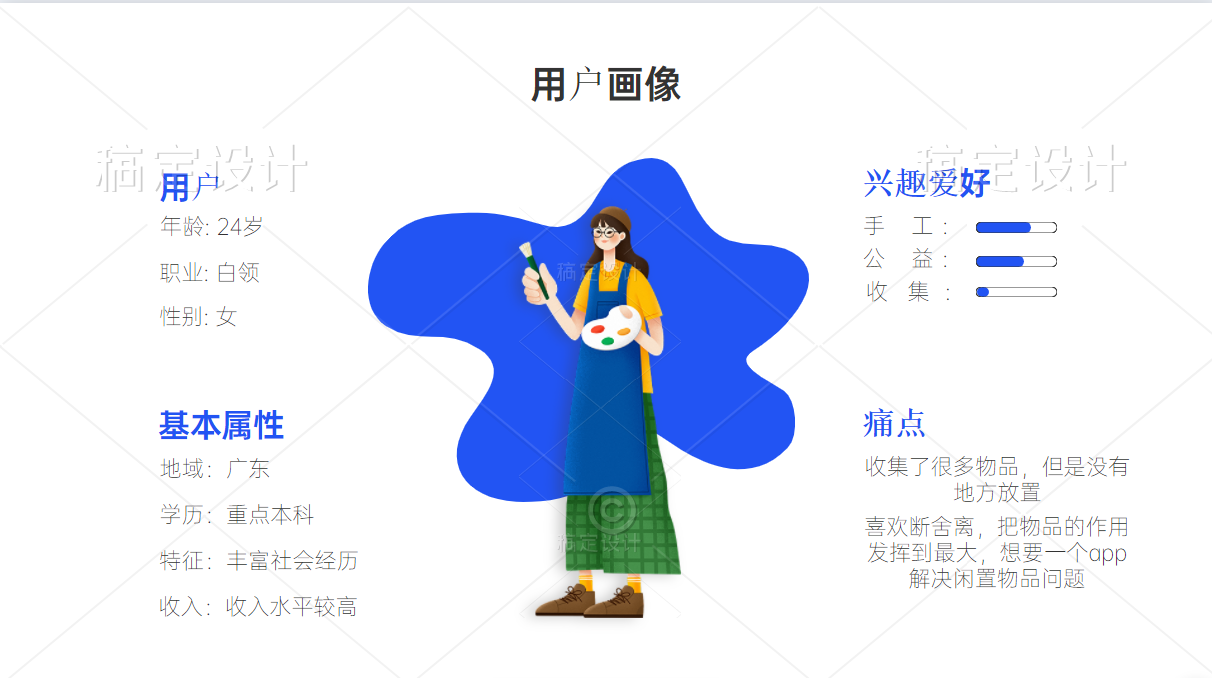 用户画像
稿定设计
用户
年龄: 24岁
职业: 白领
性别: 女
基本属性
地域：广东
学历：重点本科
特征：丰富社会经历
收入：收入水平较高
稿定设计
©
稿定设计
稿定设计
兴趣爱好
手 工：
公 益：
收 集 ：
痛点
收集了很多物品，但是没有
地方放置
喜欢断舍离，把物品的作用
发挥到最大，想要一个app
解决闲置物品问题